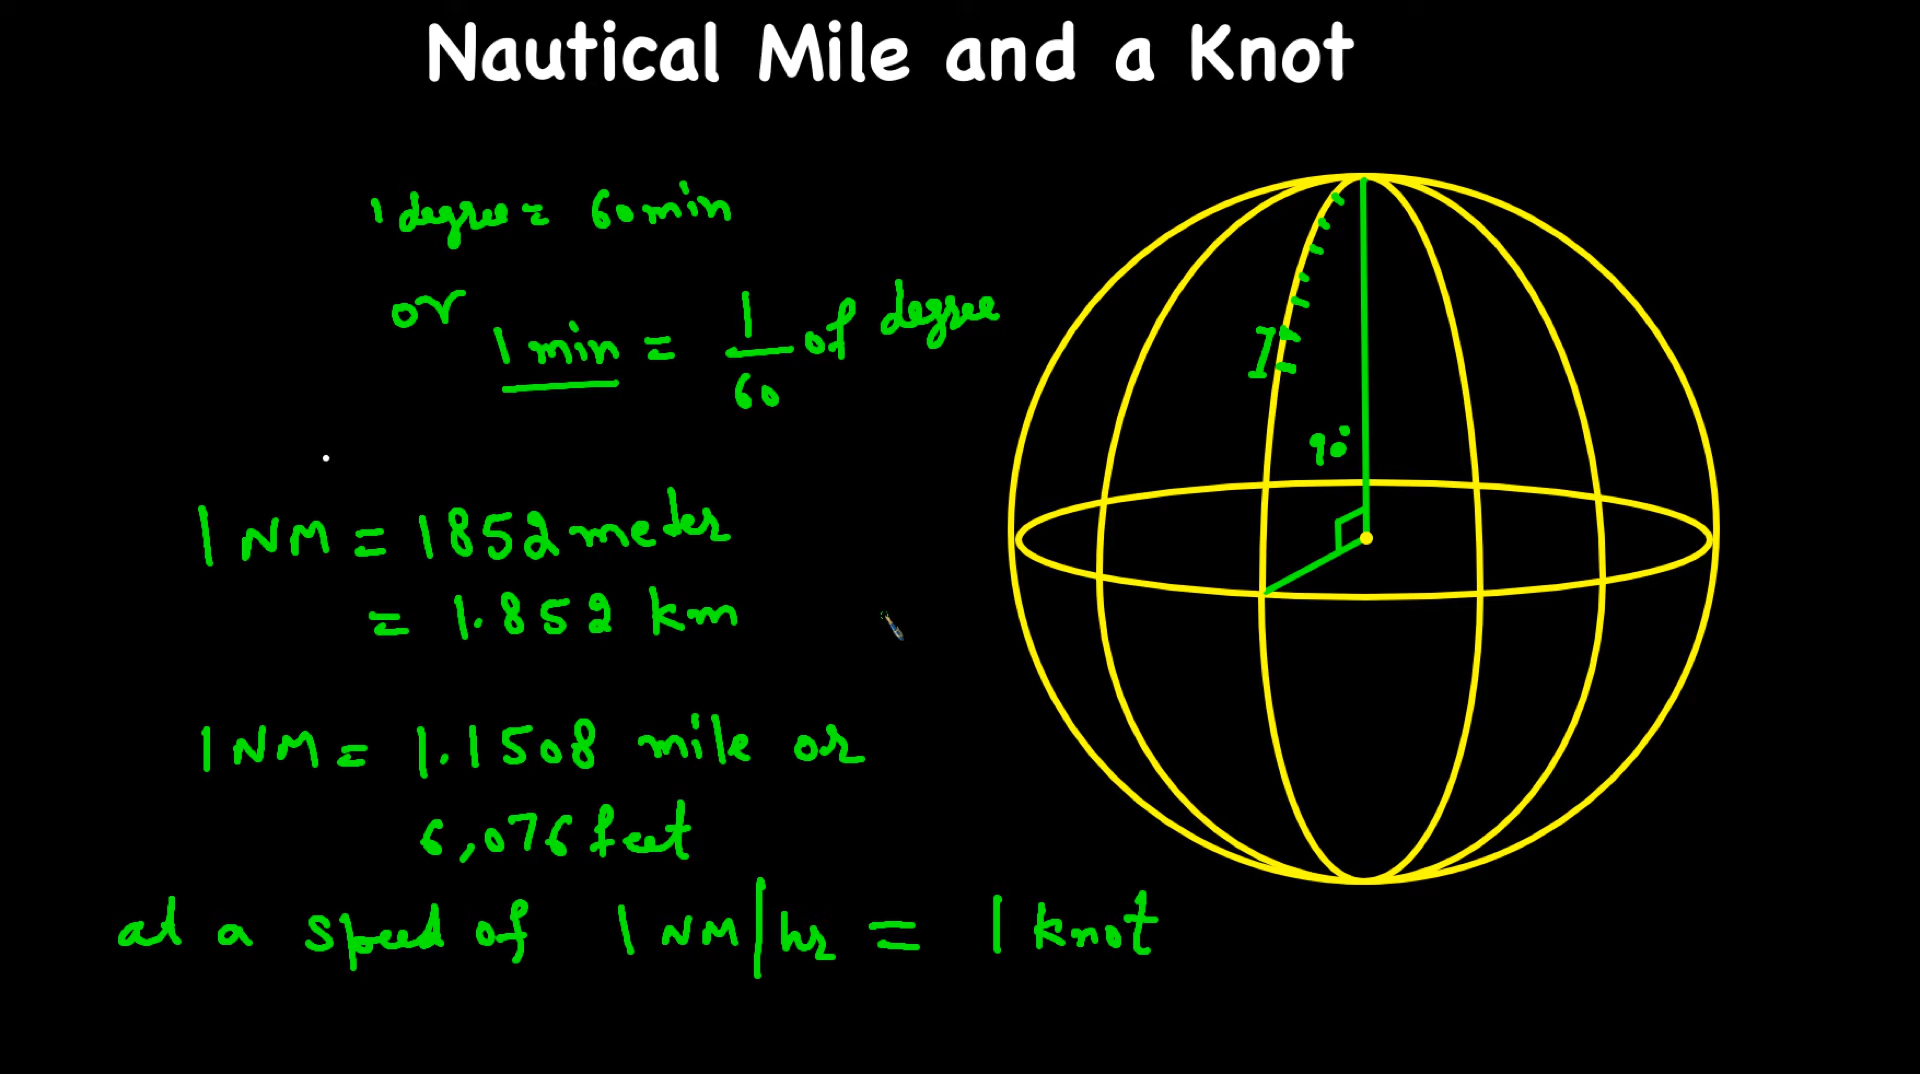 Nautical Mile and a Knot
1 degree = 60 min
or 1 min = 1/60 of degree
1 NM = 1852 meter
= 1.852 km
1 NM = 1.1508 mile or
6,076 feet
at a speed of 1 NM/hr = 1 knot
90°